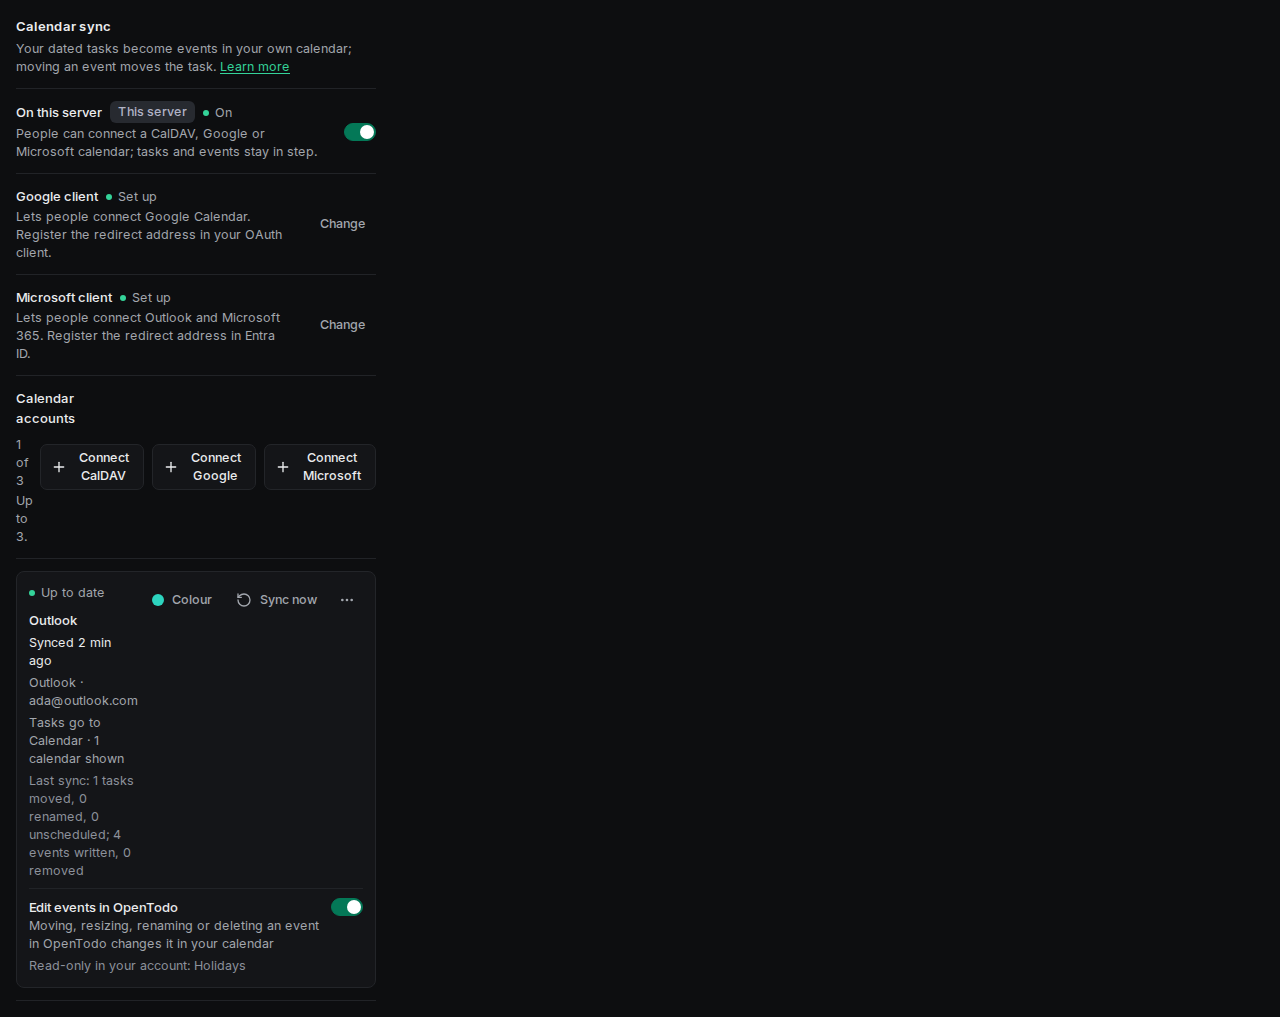 Calendar sync
Your dated tasks become events in your own calendar;
moving an event moves the task. Learn more
On this server This server On
People can connect a CalDAV, Google or
Microsoft calendar; tasks and events stay in step.
Google client Set up
Lets people connect Google Calendar.
Register the redirect address in your OAuth
client.
Change
Microsoft client Set up
Lets people connect Outlook and Microsoft
365. Register the redirect address in Entra
ID.
Change
Calendar
accounts
1
of
3
Up
to
3.
Connect
CalDAV
Connect
Google
Connect
Microsoft
Up to date
Colour
Sync now
Outlook
Synced 2 min
ago
Outlook ·
ada@outlook.com
Tasks go to
Calendar · 1
calendar shown
Last sync: 1 tasks
moved, 0
renamed, 0
unscheduled; 4
events written, 0
removed
Edit events in OpenTodo
Moving, resizing, renaming or deleting an event
in OpenTodo changes it in your calendar
Read-only in your account: Holidays